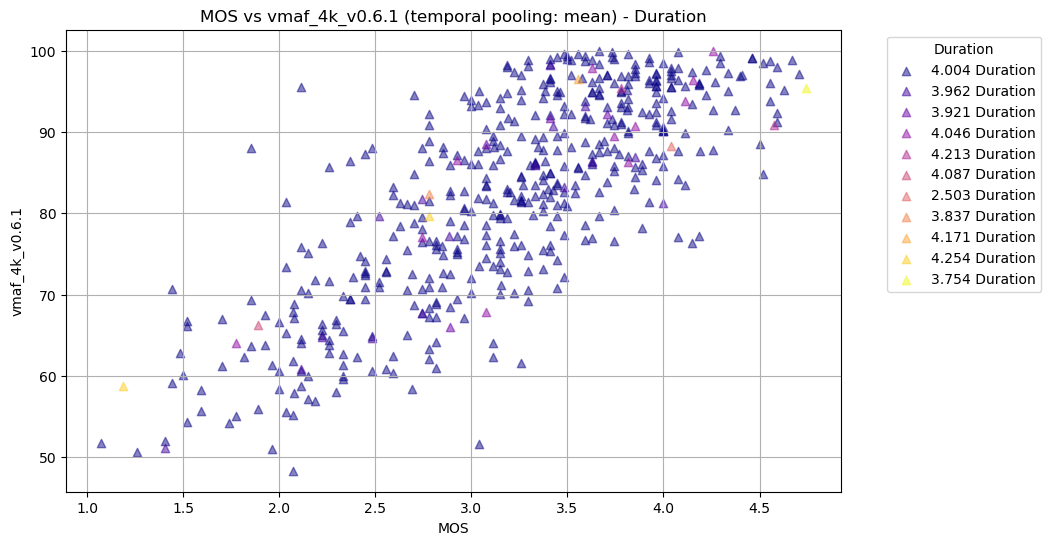 MOS vs vmaf_4k_v0.6.1 (temporal pooling: mean) - Duration
vmaf_4k_v0.6.1
100
90
80
70
60
50
1.0 1.5 2.0 2.5 3.0 3.5 4.0 4.5
MOS
Duration
4.004 Duration
3.962 Duration
3.921 Duration
4.046 Duration
4.213 Duration
4.087 Duration
2.503 Duration
3.837 Duration
4.171 Duration
4.254 Duration
3.754 Duration